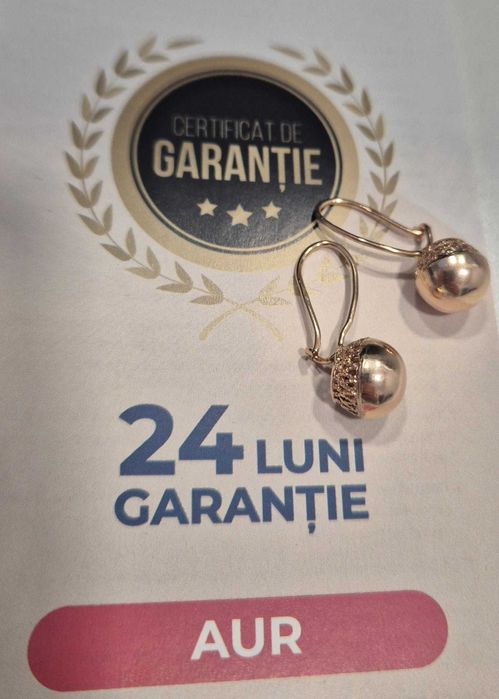 CERTIFICAT DE
GARANȚIE
24 LUNI
GARANȚIE
AUR